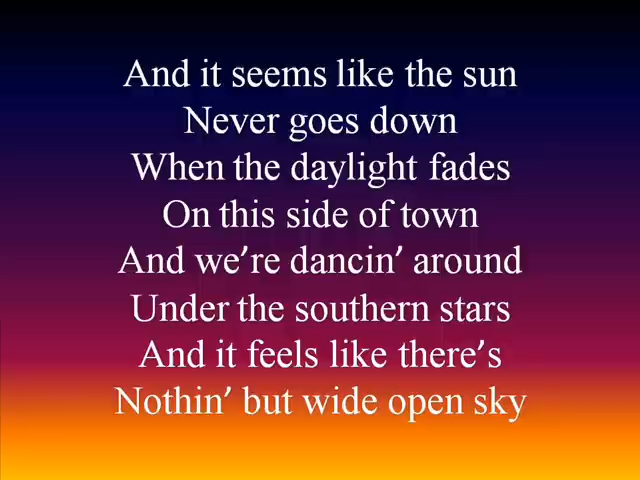 And it seems like the sun
Never goes down
When the daylight fades
On this side of town
And we’re dancin’ around
Under the southern stars
And it feels like there’s
Nothin’ but wide open sky